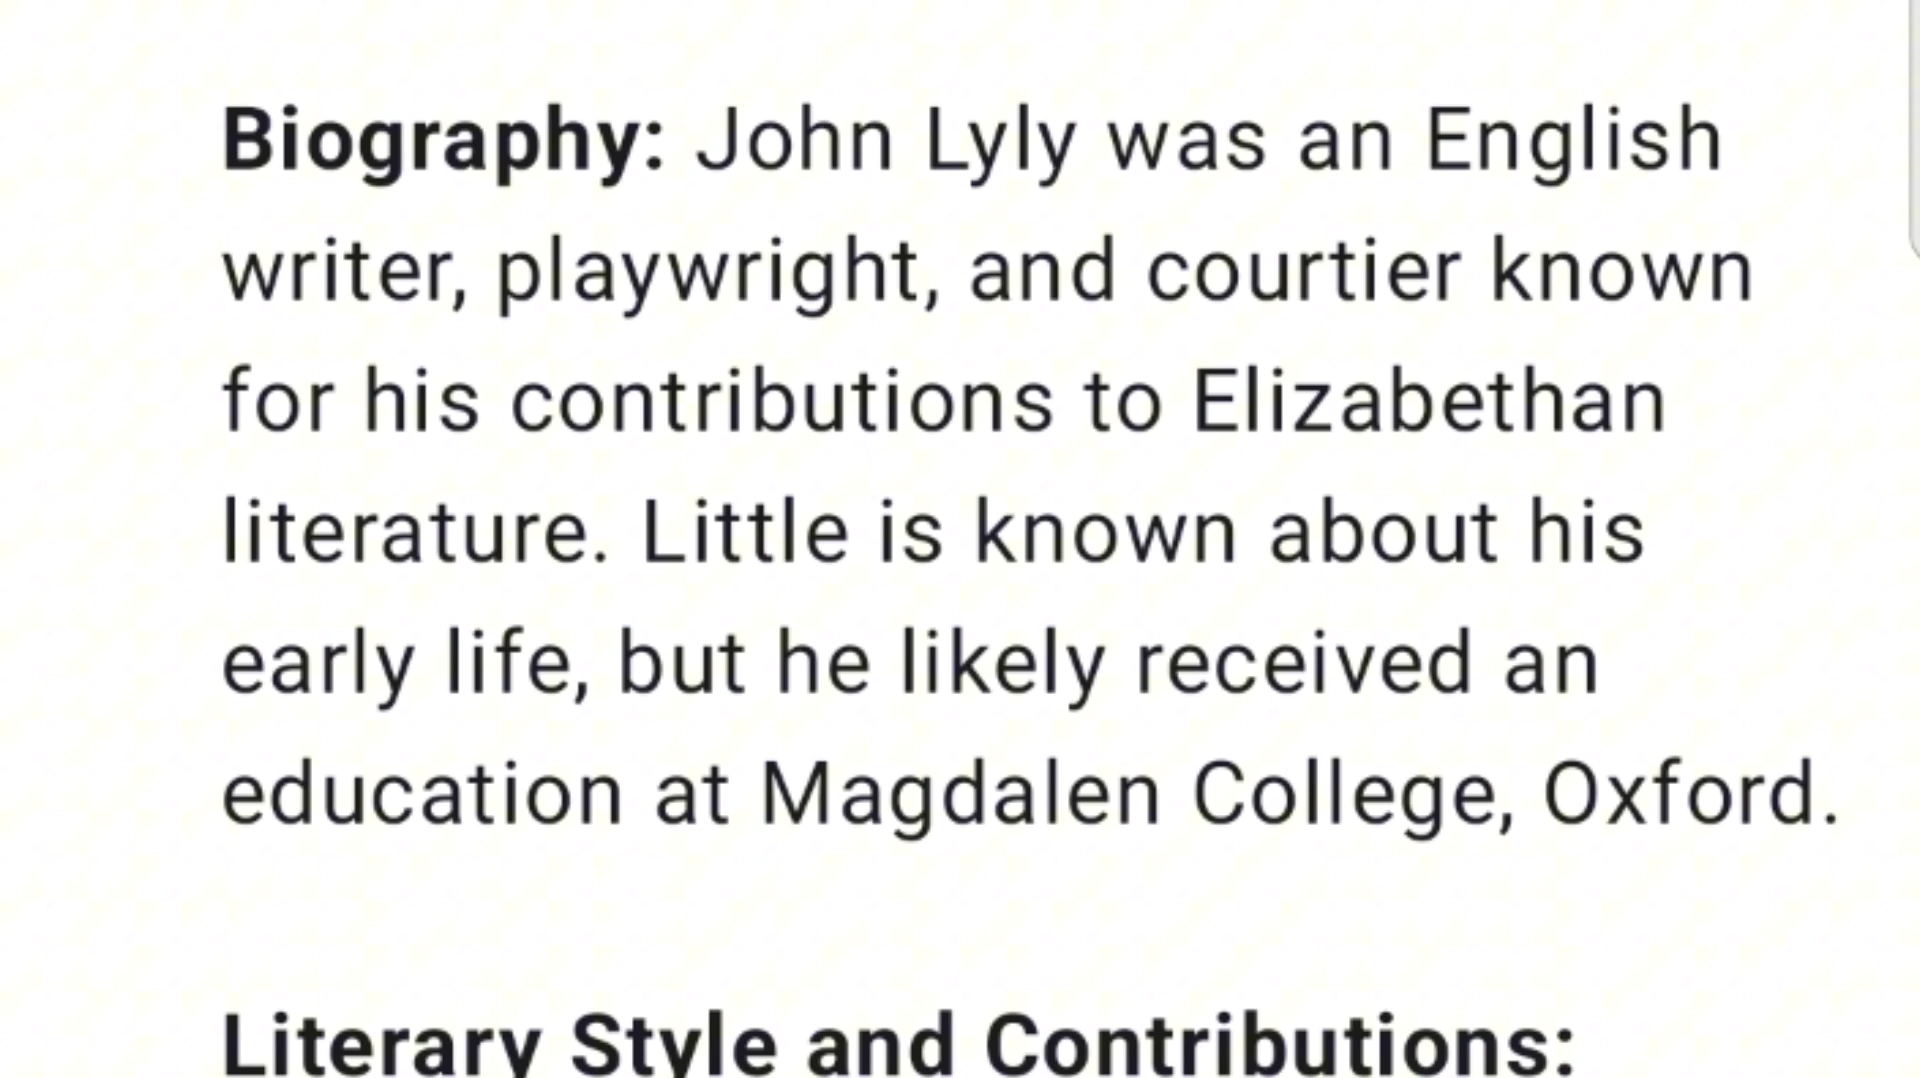 Biography: John Lyly was an English
writer, playwright, and courtier known
for his contributions to Elizabethan
literature. Little is known about his
early life, but he likely received an
education at Magdalen College, Oxford.
Literary Style and Contributions: